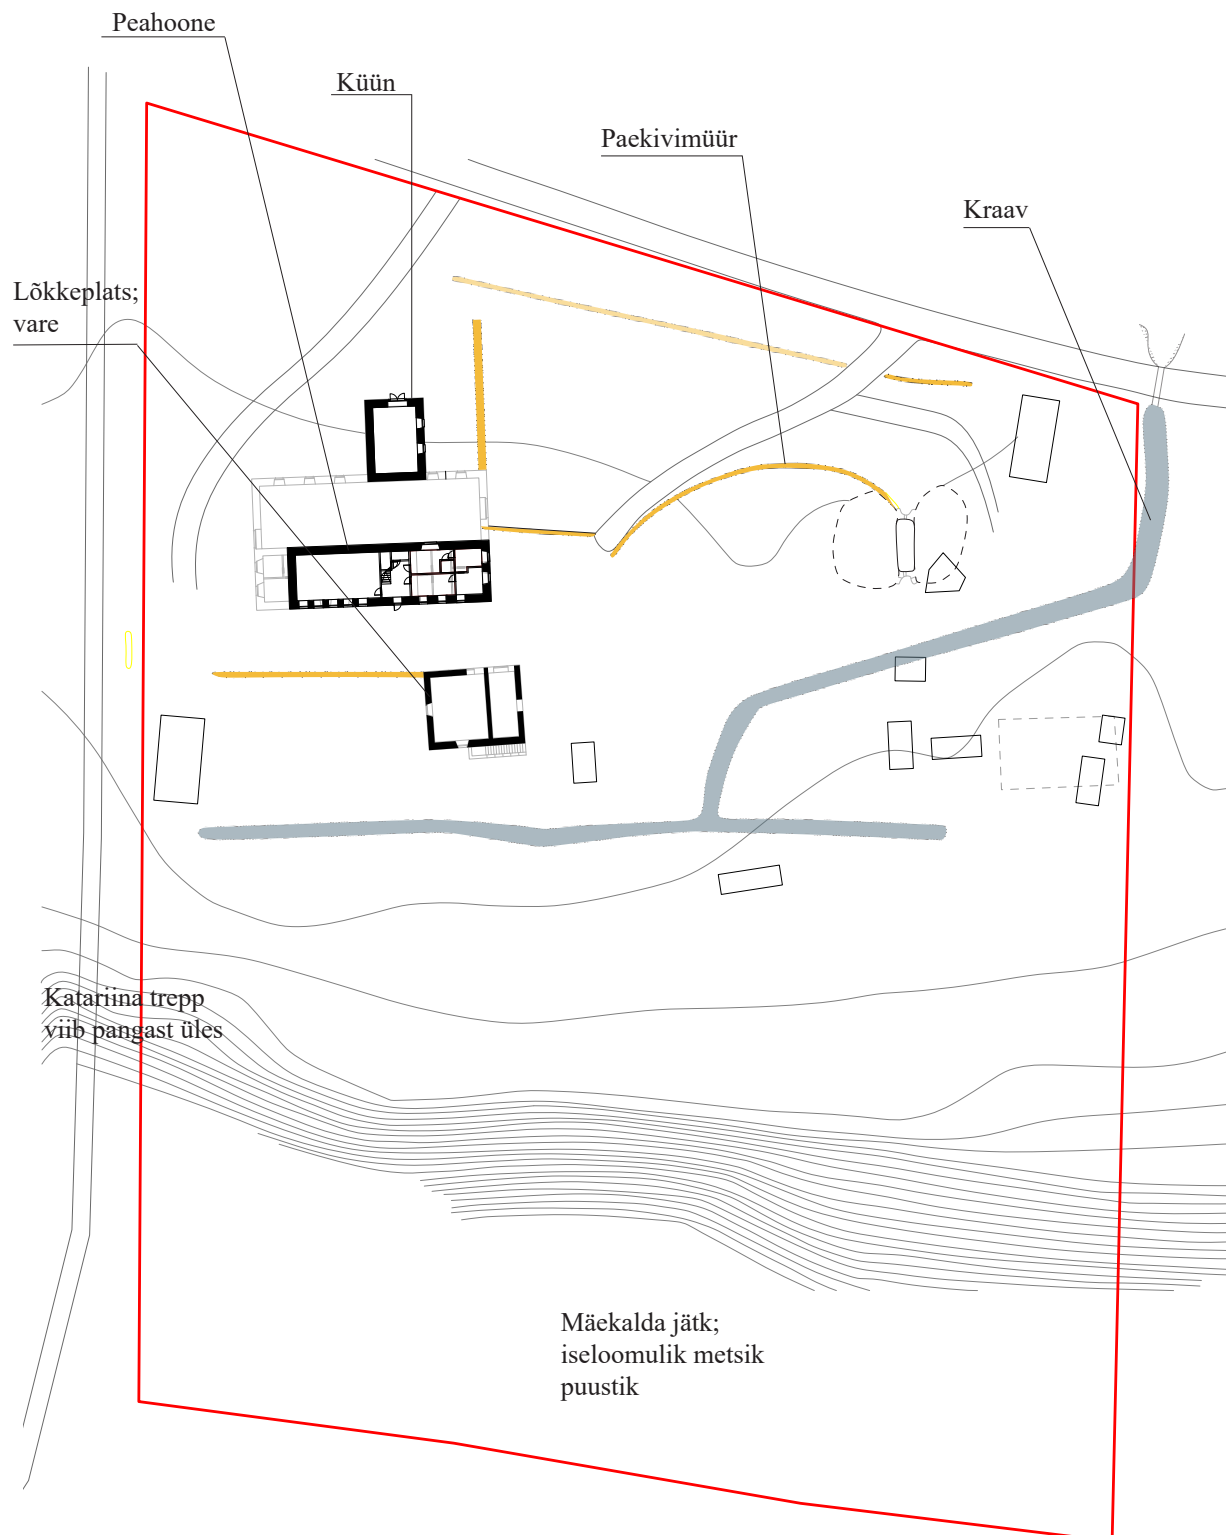 Peahoone
Küün
Paekivimüür
Kraav
Lõkkeplats;
vare
Katariina trepp
viib pangast üles
Mäekalda jätk;
iseloomulik metsik
puustik